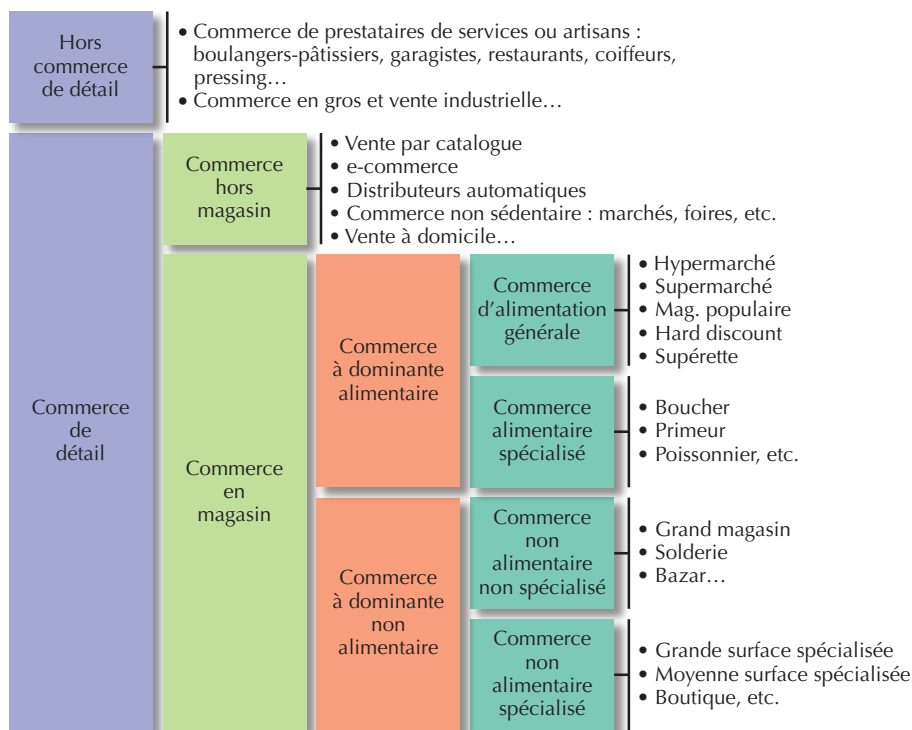 Hors
commerce
de détail
• Commerce de prestataires de services ou artisans :
boulangers-pâtissiers, garagistes, restaurants, coiffeurs,
pressing…
• Commerce en gros et vente industrielle…
Commerce
de
détail
Commerce
hors
magasin
• Vente par catalogue
• e-commerce
• Distributeurs automatiques
• Commerce non sédentaire : marchés, foires, etc.
• Vente à domicile…
Commerce
en
magasin
Commerce
à dominante
alimentaire
Commerce
d'alimentation
générale
• Hypermarché
• Supermarché
• Mag. populaire
• Hard discount
• Supérette
Commerce
alimentaire
spécialisé
• Boucher
• Primeur
• Poissonnier, etc.
Commerce
à dominante
non
alimentaire
Commerce
non
alimentaire
non spécialisé
• Grand magasin
• Solderie
• Bazar…
Commerce
non
alimentaire
spécialisé
• Grande surface spécialisée
• Moyenne surface spécialisée
• Boutique, etc.